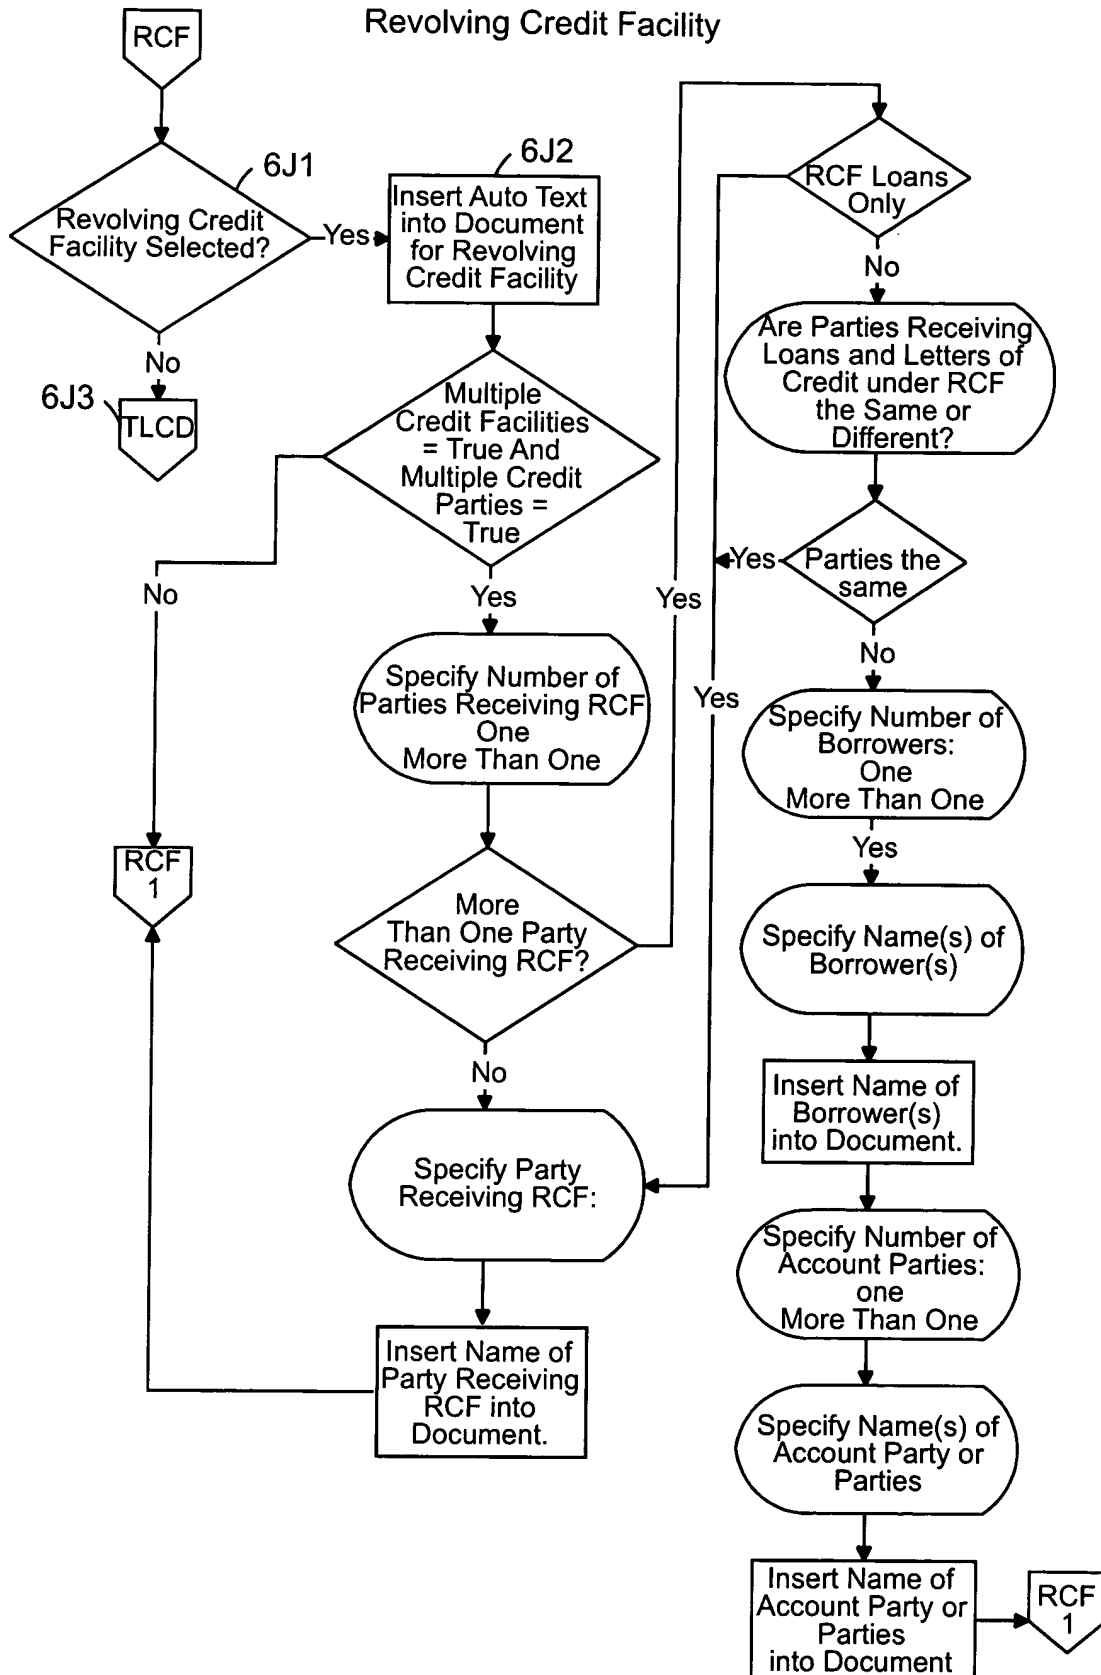 Revolving Credit Facility
RCF
6J1
Revolving Credit
Facility Selected?
Yes
No
6J3
TLCD
6J2
Insert Auto Text
into Document
for Revolving
Credit Facility
Multiple
Credit Facilities
= True And
Multiple Credit
Parties =
True
No
RCF
1
Yes
Specify Number of
Parties Receiving RCF
One
More Than One
More
Than One Party
Receiving RCF?
Yes
No
Specify Party
Receiving RCF:
Insert Name of
Party Receiving
RCF into
Document.
RCF Loans
Only
Yes
No
Are Parties Receiving
Loans and Letters of
Credit under RCF
the Same or
Different?
Parties the
same
Yes
No
Specify Number of
Borrowers:
One
More Than One
Yes
Specify Name(s) of
Borrower(s)
Insert Name of
Borrower(s)
into Document.
Specify Number of
Account Parties:
one
More Than One
Specify Name(s) of
Account Party or
Parties
Insert Name of
Account Party or
Parties
into Document
RCF
1